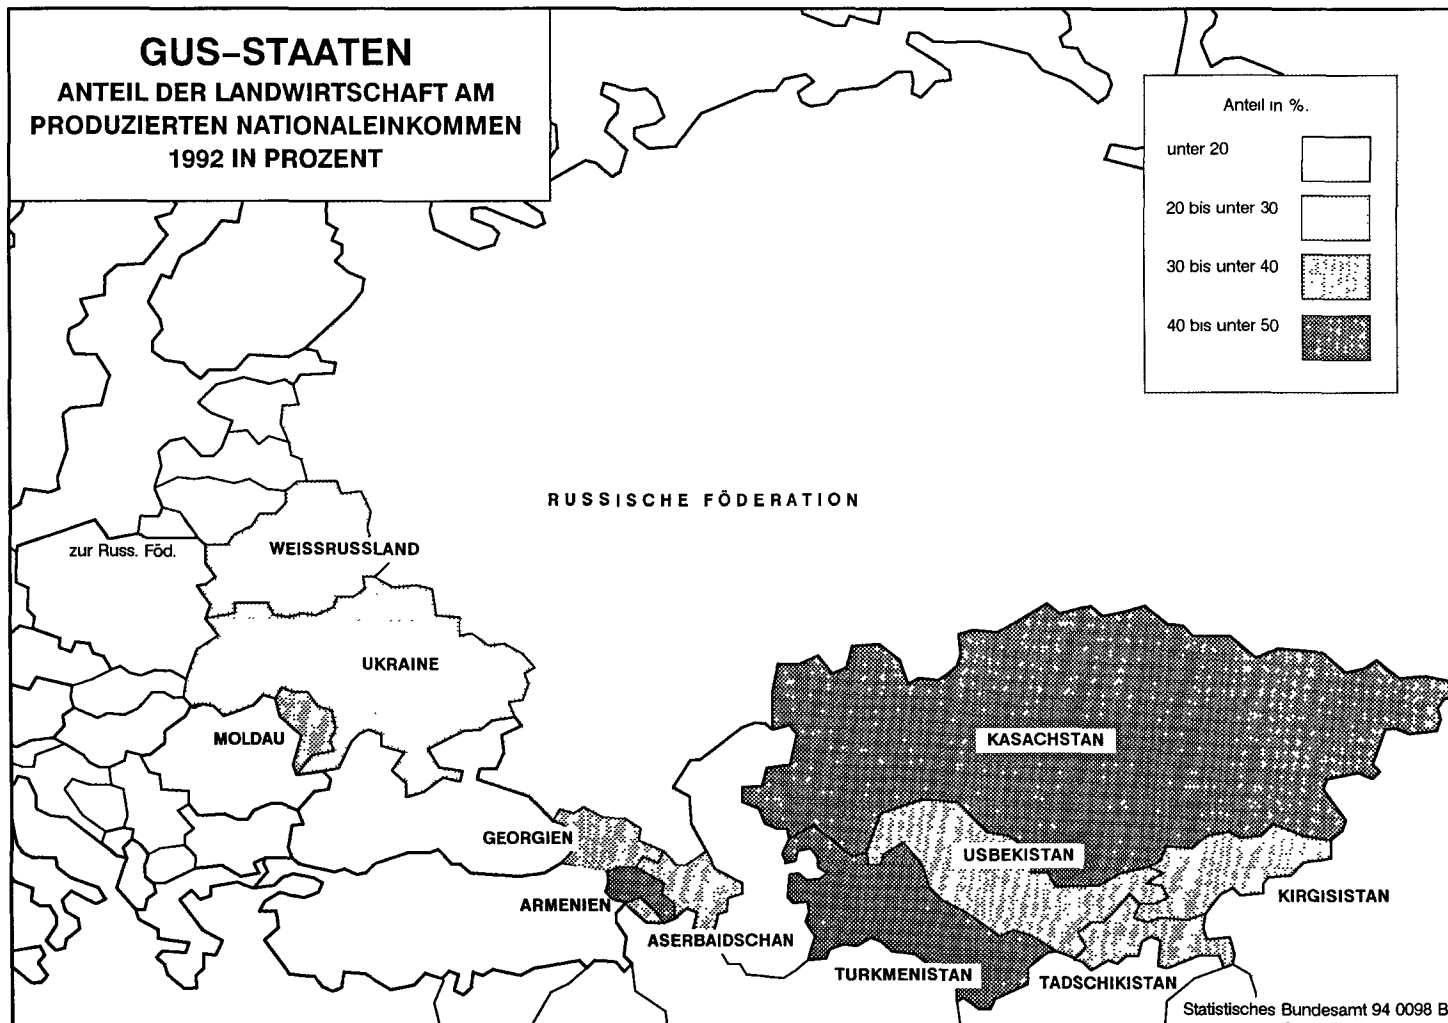 GUS-STAATEN
ANTEIL DER LANDWIRTSCHAFT AM
PRODUZIERTEN NATIONALEINKOMMEN
1992 IN PROZENT
Anteil in %.
unter 20
20 bis unter 30
30 bis unter 40
40 bis unter 50
RUSSISCHE FÖDERATION
zur Russ. Föd.
WEISSRUSSLAND
UKRAINE
MOLDAU
KASACHSTAN
GEORGIEN
USBEKISTAN
KIRGISISTAN
ARMENIEN
ASERBAIDSCHAN
TURKMENISTAN
TADSCHIKISTAN
Statistisches Bundesamt 94 0098 B